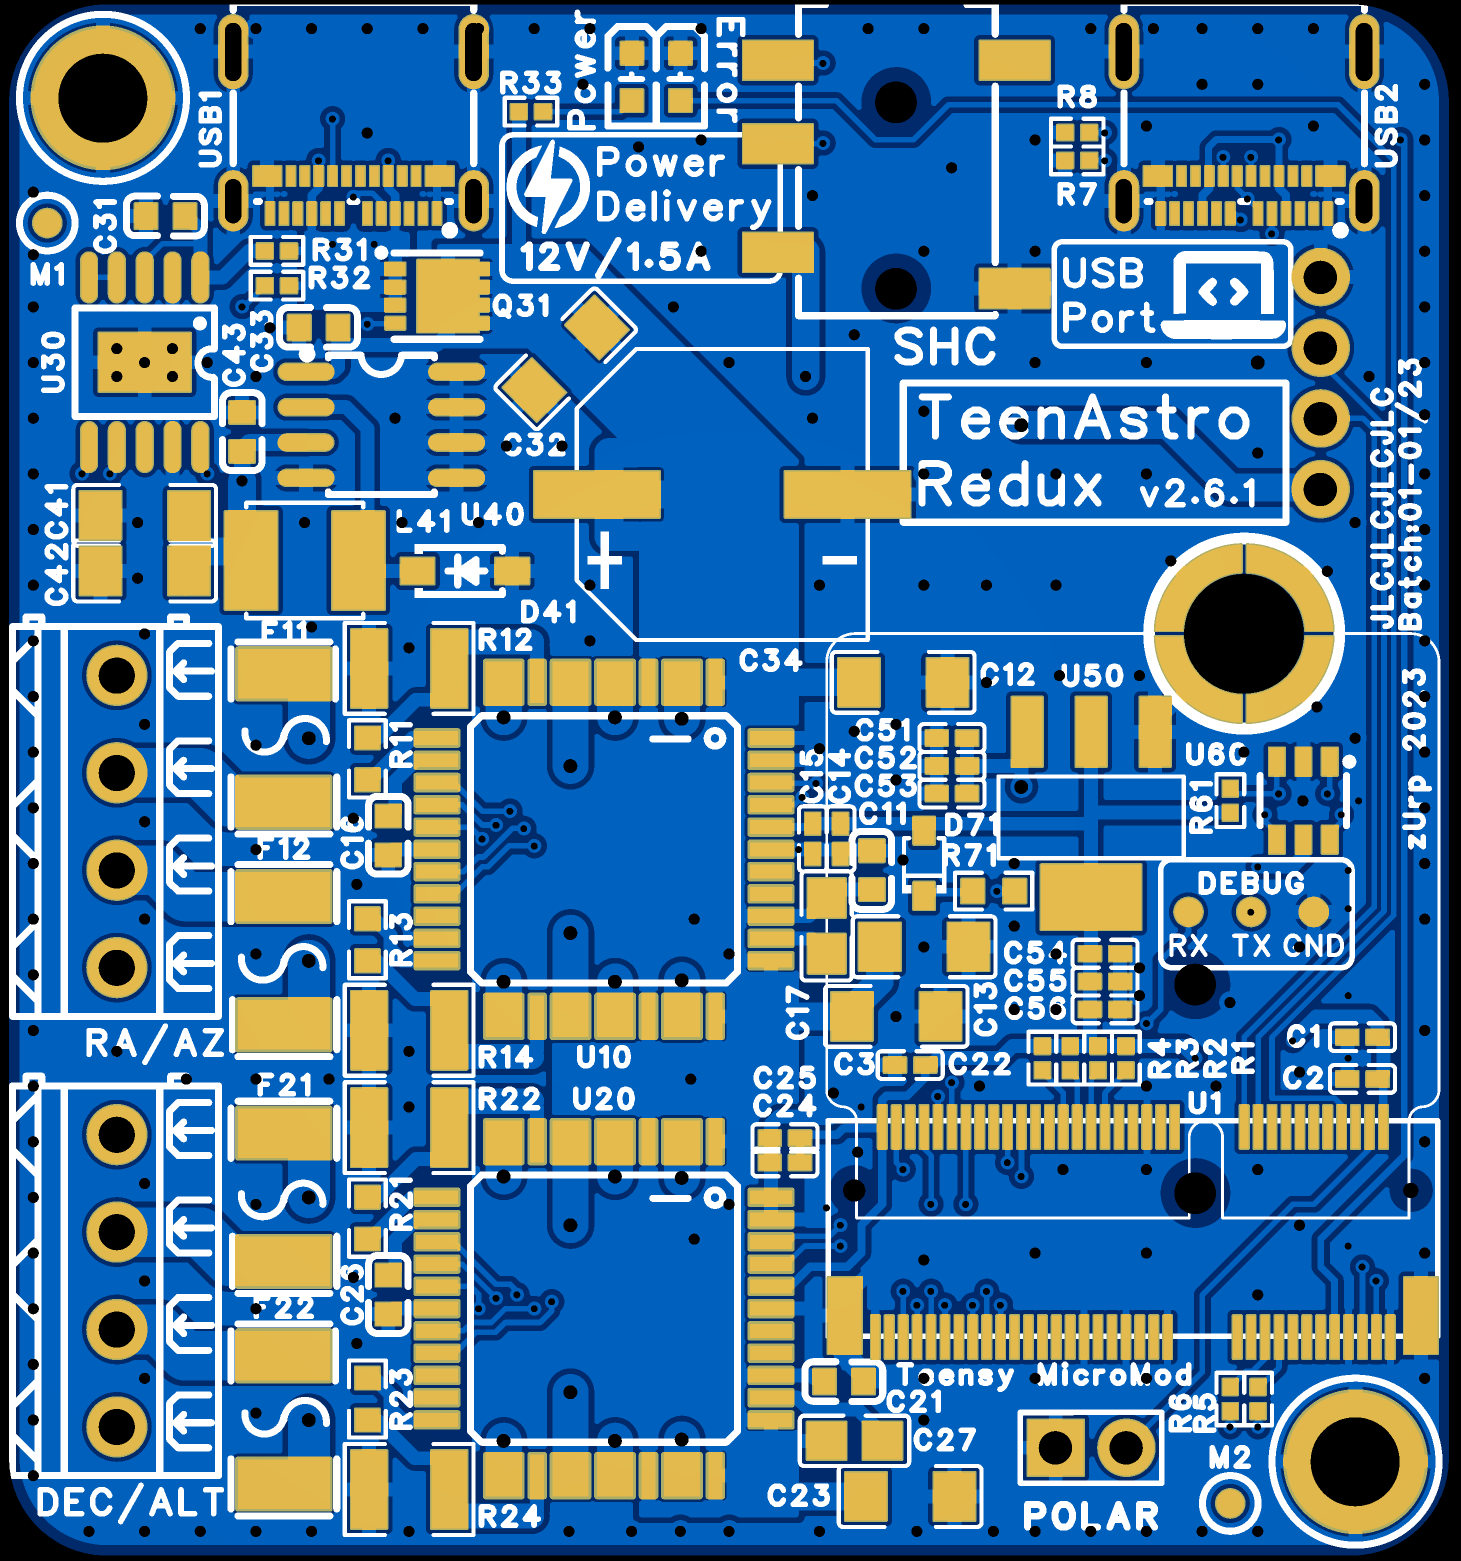 Power
Error
R33
USB1
R8
USB2
R7
Power
Delivery
12V/1.5A
C31
M1
R31
R32
Q31
USB
Port
SHC
U30
C43
C33
C32
TeenAstro
Redux v2.6.1
JLCJLCJLCJLC
Batch:01-01/23
C41
C42
L41
U40
D41
+
-
F11
R12
C34
C12
U50
zUrp 2023
R11
C51
C52
C53
C15
C14
U60
R61
C16
F12
C11
D71
R71
DEBUG
RX TX GND
R13
C54
C55
C56
C17
C13
RA/AZ
R14
U10
C3
C22
R4
R3
R2
R1
C1
C2
F21
R22
U20
C25
C24
U1
R21
C23
F22
R23
Teensy MicroMod
C21
R6
R5
C27
M2
C23
DEC/ALT
R24
POLAR